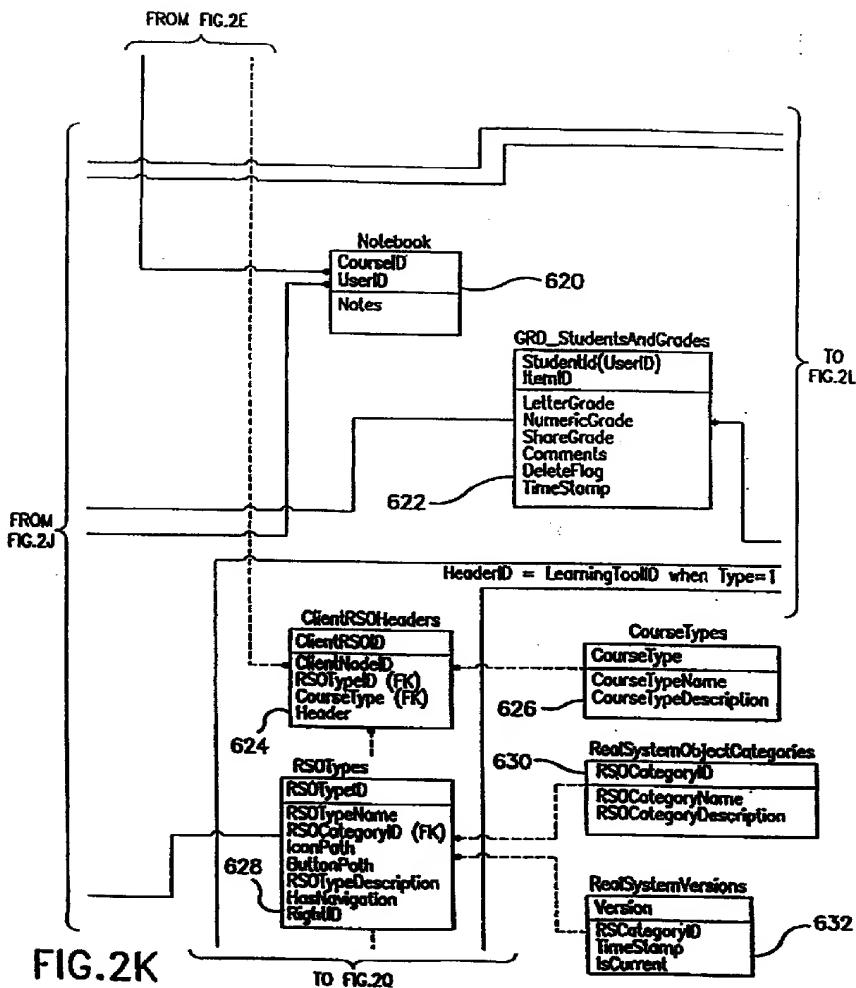 FROM FIG.2E
Notebook
CourseID
UserID
Notes
620
GRD_StudentsAndGrades
StudentId(UserID)
ItemID
LetterGrade
NumericGrade
ShareGrade
Comments
DeleteFlag
TimeStamp
622
TO
FIG.2L
FROM
FIG.2J
HeaderID = LearningToolID when Type=1
ClientRSOHeaders
ClientRSOID
ClientNodeID
RSOTypeID (FK)
CourseType (FK)
Header
624
CourseTypes
CourseType
CourseTypeName
CourseTypeDescription
626
RSOTypes
RSOTypeID
RSOTypeName
RSOCategoryID (FK)
IconPath
ButtonPath
RSOTypeDescription
HasNavigation
RightID
628
630
RealSystemObjectCategories
RSOCategoryID
RSOCategoryName
RSOCategoryDescription
RealSystemVersions
Version
RSCategoryID
TimeStamp
IsCurrent
632
FIG.2K
TO FIG.2Q